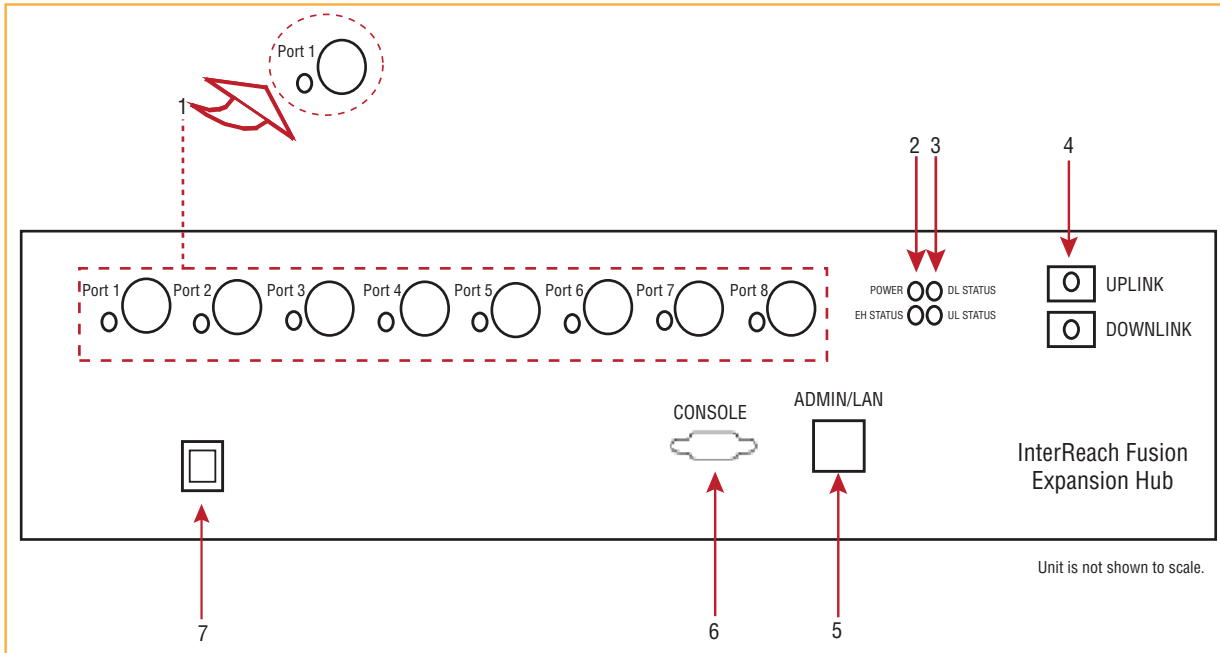 Port 1
1
2 3
4
Port 1 Port 2 Port 3 Port 4 Port 5 Port 6 Port 7 Port 8
POWER DL STATUS
EH STATUS UL STATUS
UPLINK
DOWNLINK
CONSOLE
ADMIN/LAN
InterReach Fusion
Expansion Hub
Unit is not shown to scale.
7
6
5